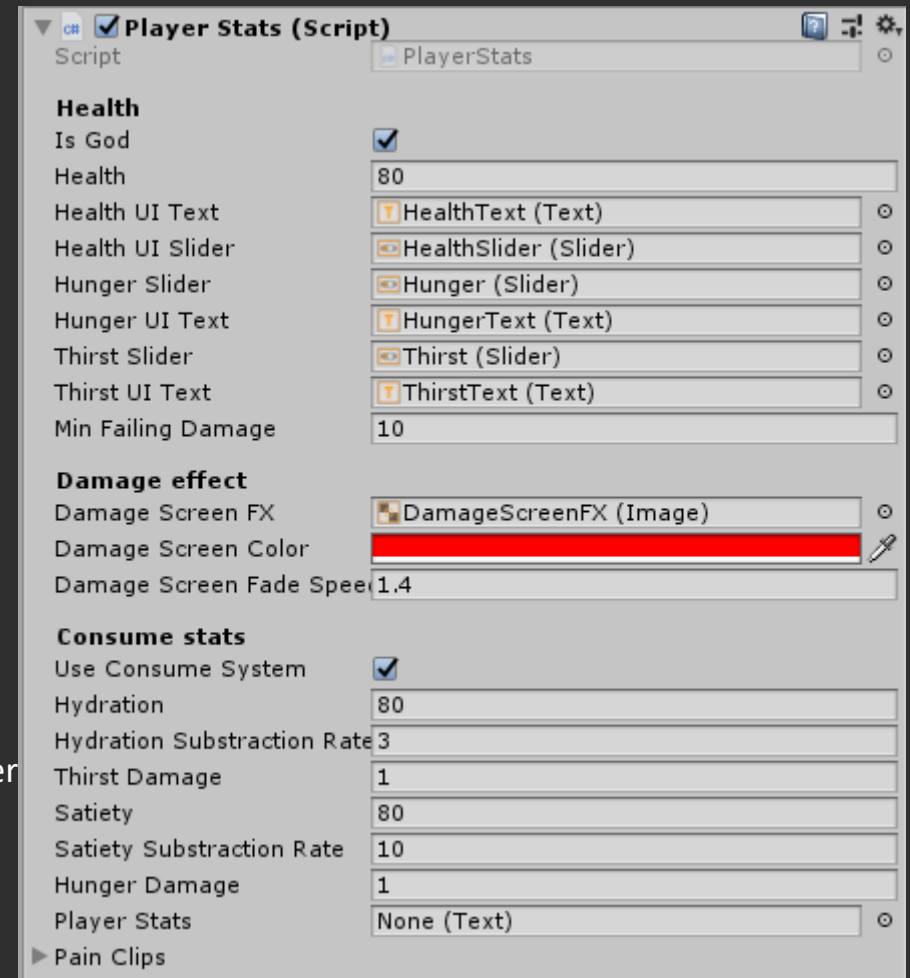 Player Stats (Script)
Script PlayerStats
Health
Is God
Health 80
Health UI Text HealthText (Text)
Health UI Slider HealthSlider (Slider)
Hunger Slider Hunger (Slider)
Hunger UI Text HungerText (Text)
Thirst Slider Thirst (Slider)
Thirst UI Text ThirstText (Text)
Min Failing Damage 10
Damage effect
Damage Screen FX DamageScreenFX (Image)
Damage Screen Color
Damage Screen Fade Spee 1.4
Consume stats
Use Consume System
Hydration 80
Hydration Substraction Rate 3
er
Thirst Damage 1
Satiety 80
Satiety Substraction Rate 10
Hunger Damage 1
Player Stats None (Text)
Pain Clips